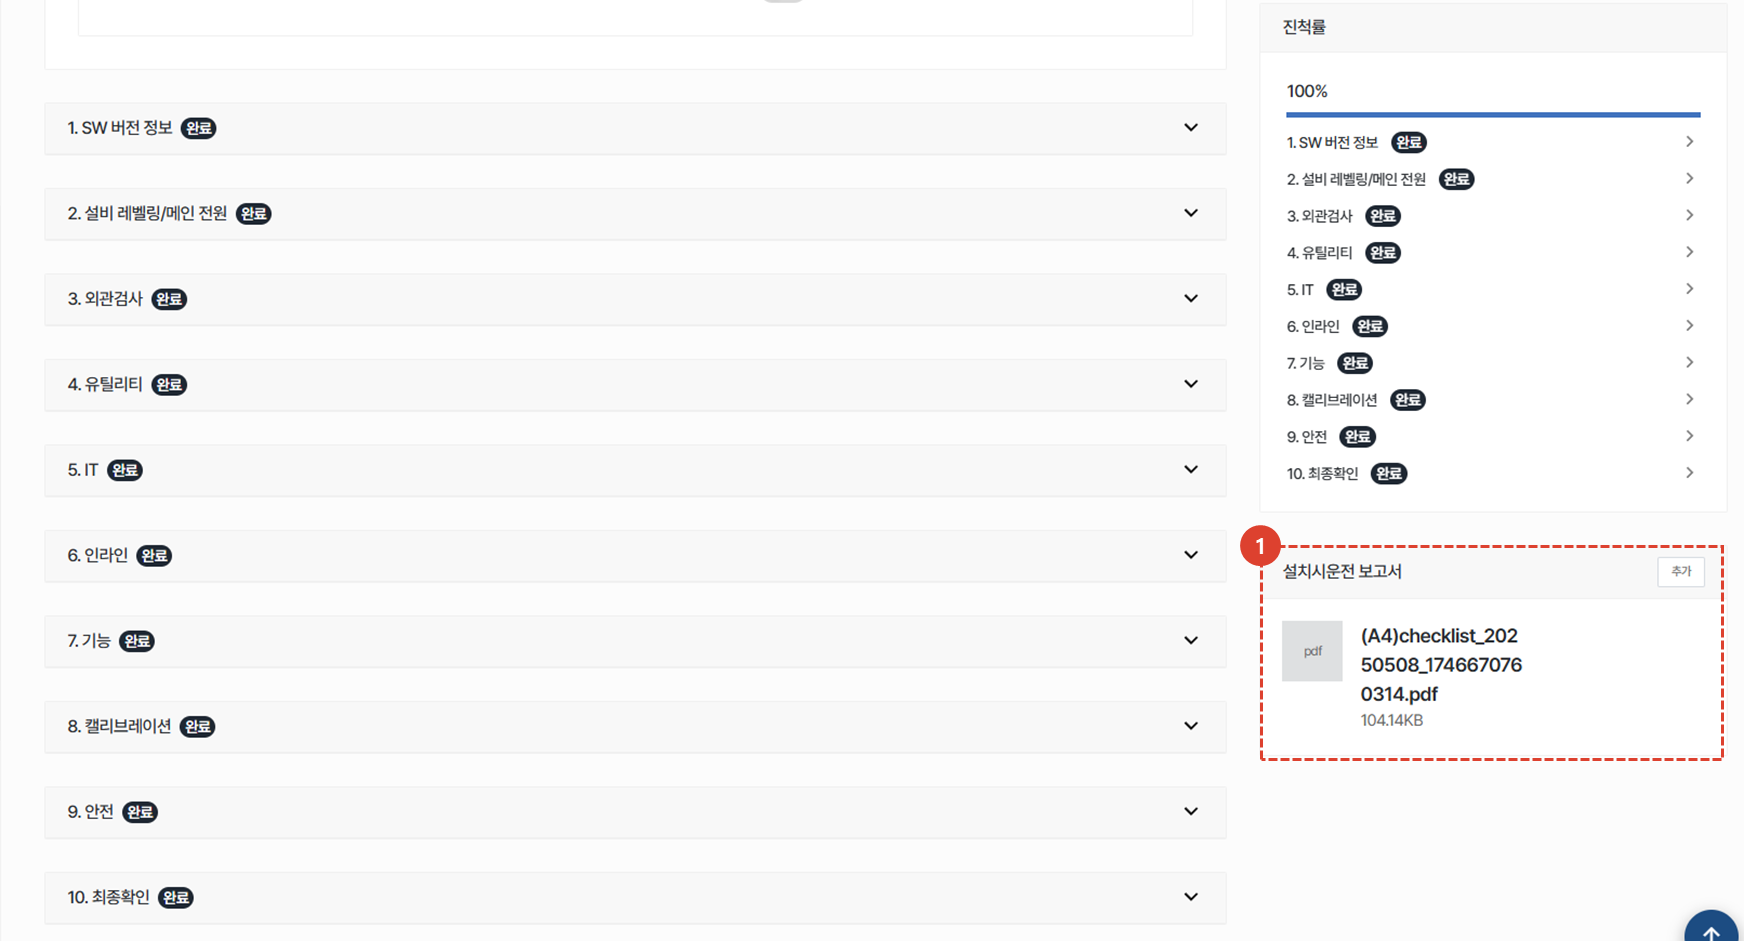 1. SW 버전 정보 완료
2. 설비 레벨링/메인 전원 완료
3. 외관검사 완료
4. 유틸리티 완료
5. IT 완료
6. 인라인 완료
7. 기능 완료
8. 캘리브레이션 완료
9. 안전 완료
10. 최종확인 완료
진척률
100%
1. SW 버전 정보 완료
2. 설비 레벨링/메인 전원 완료
3. 외관검사 완료
4. 유틸리티 완료
5. IT 완료
6. 인라인 완료
7. 기능 완료
8. 캘리브레이션 완료
9. 안전 완료
10. 최종확인 완료
1
설치시운전 보고서 추가
pdf
(A4)checklist_202
50508_174667076
0314.pdf
104.14KB